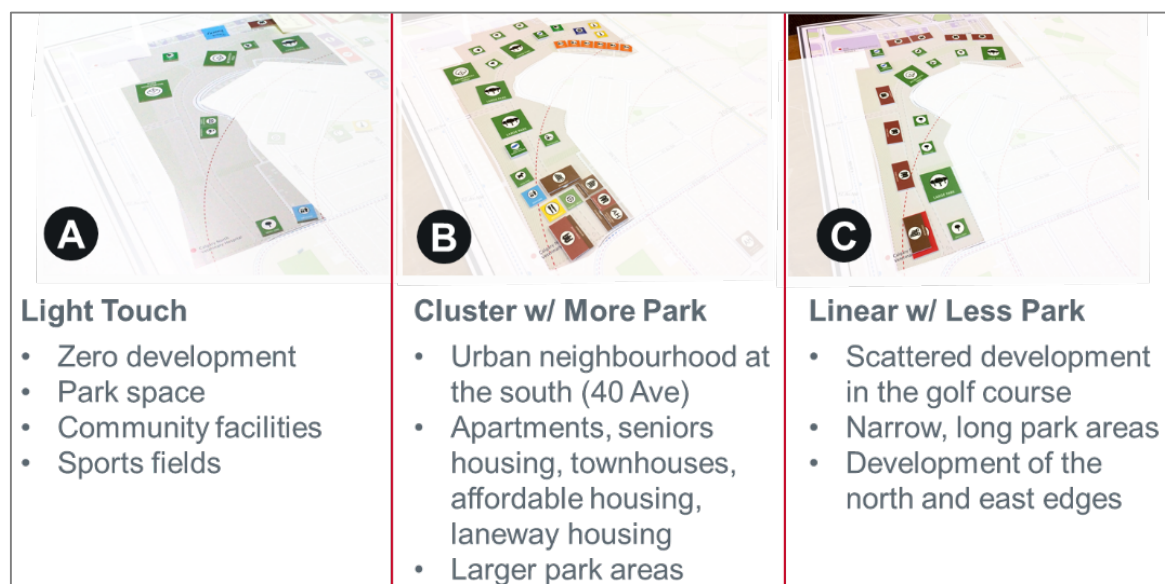 A
B
C
Light Touch
• Zero development
• Park space
• Community facilities
• Sports fields
Cluster w/ More Park
• Urban neighbourhood at
the south (40 Ave)
• Apartments, seniors
housing, townhouses,
affordable housing,
laneway housing
• Larger park areas
Linear w/ Less Park
• Scattered development
in the golf course
• Narrow, long park areas
• Development of the
north and east edges